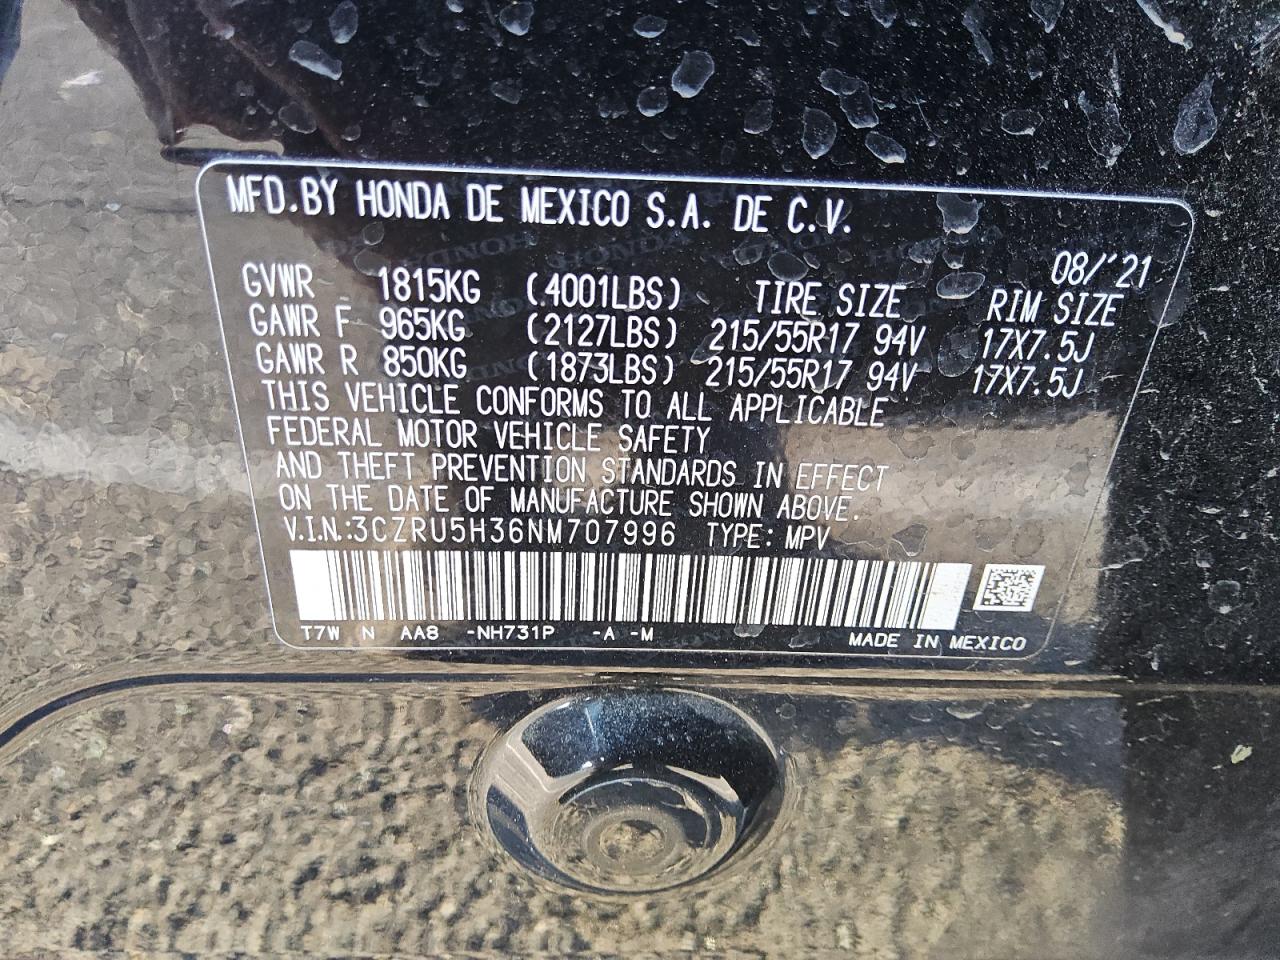 MFD.BY HONDA DE MEXICO S.A. DE C.V.
08/'21
GVWR 1815KG (4001LBS) TIRE SIZE RIM SIZE
GAWR F 965KG (2127LBS) 215/55R17 94V 17X7.5J
GAWR R 850KG (1873LBS) 215/55R17 94V 17X7.5J
THIS VEHICLE CONFORMS TO ALL APPLICABLE
FEDERAL MOTOR VEHICLE SAFETY
AND THEFT PREVENTION STANDARDS IN EFFECT
ON THE DATE OF MANUFACTURE SHOWN ABOVE.
V.I.N.:3CZRU5H36NM707996 TYPE: MPV
T7W N AA8 -NH731P -A -M MADE IN MEXICO